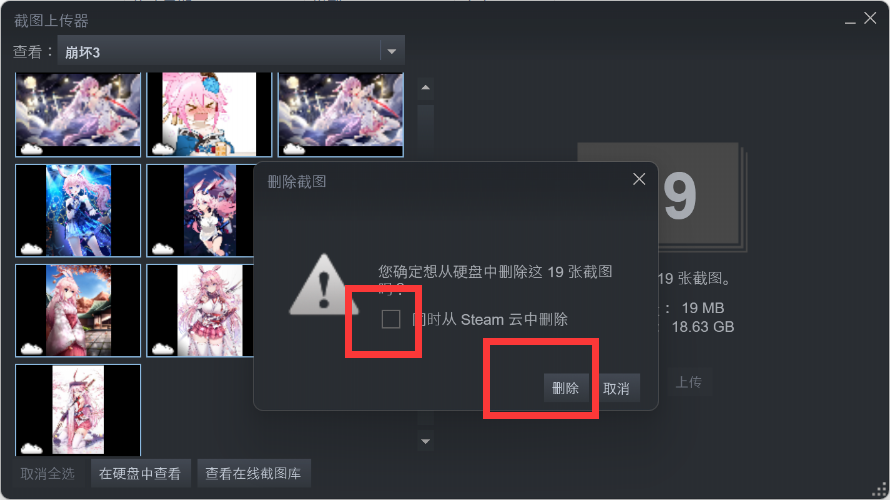 截图上传器
查看：
崩坏3
删除截图
9
您确定想从硬盘中删除这 19 张截图
吗？
同时从 Steam 云中删除
19 张截图。
： 19 MB
： 18.63 GB
删除
取消
上传
取消全选
在硬盘中查看
查看在线截图库